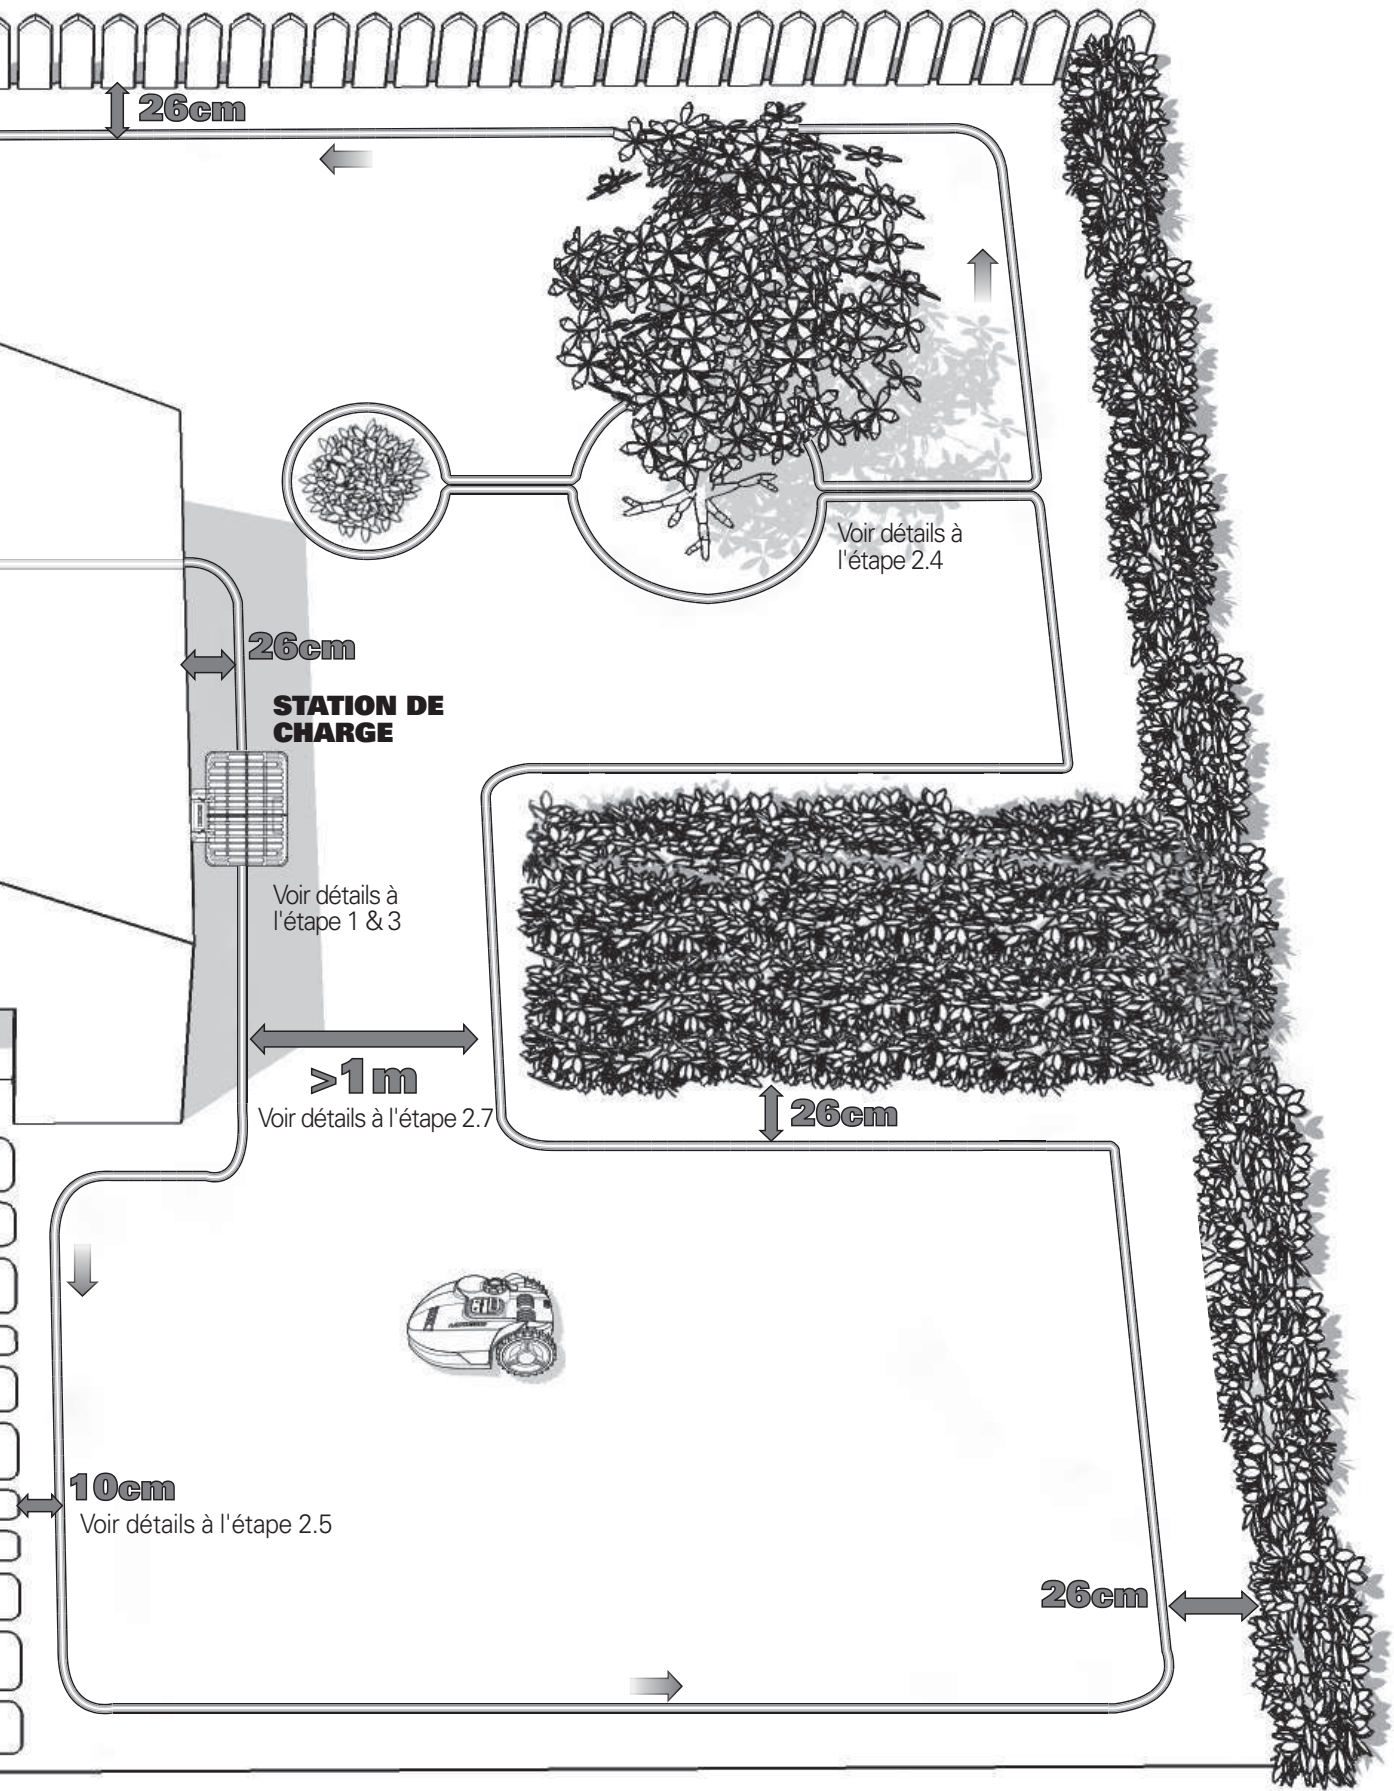 26cm
Voir détails à
l'étape 2.4
26cm
STATION DE
CHARGE
Voir détails à
l'étape 1 & 3
>1m
Voir détails à l'étape 2.7
26cm
10cm
Voir détails à l'étape 2.5
26cm